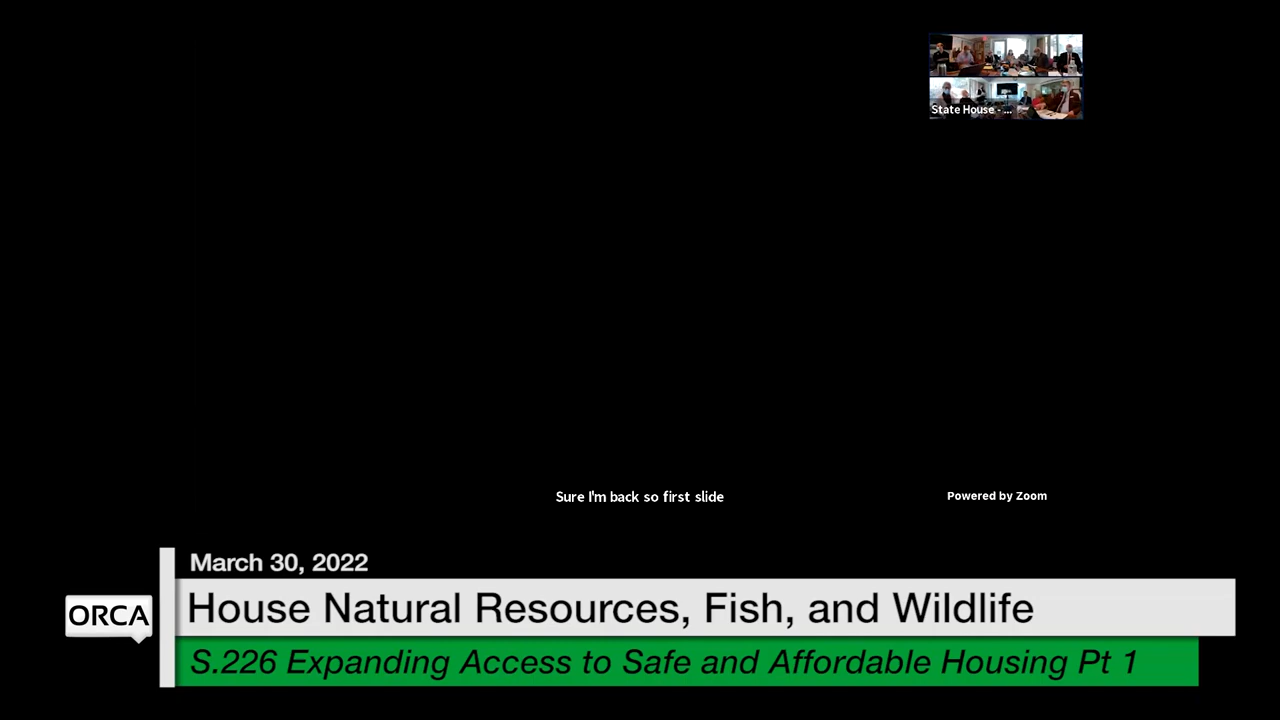 State House - ...
Sure I'm back so first slide
Powered by Zoom
March 30, 2022
House Natural Resources, Fish, and Wildlife
ORCA
S.226 Expanding Access to Safe and Affordable Housing Pt 1